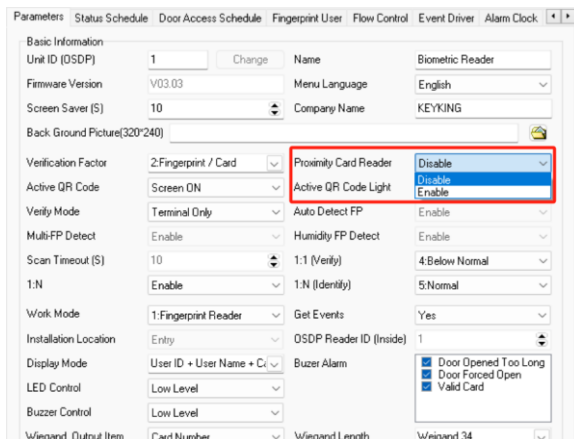 Parameters Status Schedule Door Access Schedule Fingerprint User Flow Control Event Driver Alarm Clock
Basic Information
Unit ID (OSDP) 1 Change Name Biometric Reader
Firmware Version V03.03 Menu Language English
Screen Saver (S) 10 Company Name KEYKING
Back Ground Picture(320*240)
Verification Factor 2:Fingerprint / Card Proximity Card Reader Disable
Disable
Active QR Code Screen ON Active QR Code Light Enable
Verify Mode Terminal Only Auto Detect FP Enable
Multi-FP Detect Enable Humidity FP Detect Enable
Scan Timeout (S) 10 1:1 (Verify) 4:Below Normal
1:N Enable 1:N (Identify) 5:Normal
Work Mode 1:Fingerprint Reader Get Events Yes
Installation Location Entry OSDP Reader ID (Inside) 1
Display Mode User ID + User Name + Ca Buzer Alarm Door Opened Too Long
Door Forced Open
LED Control Low Level Valid Card
Buzzer Control Low Level
Wiegand Output Item Card Number Wiegand Length Weigand 34